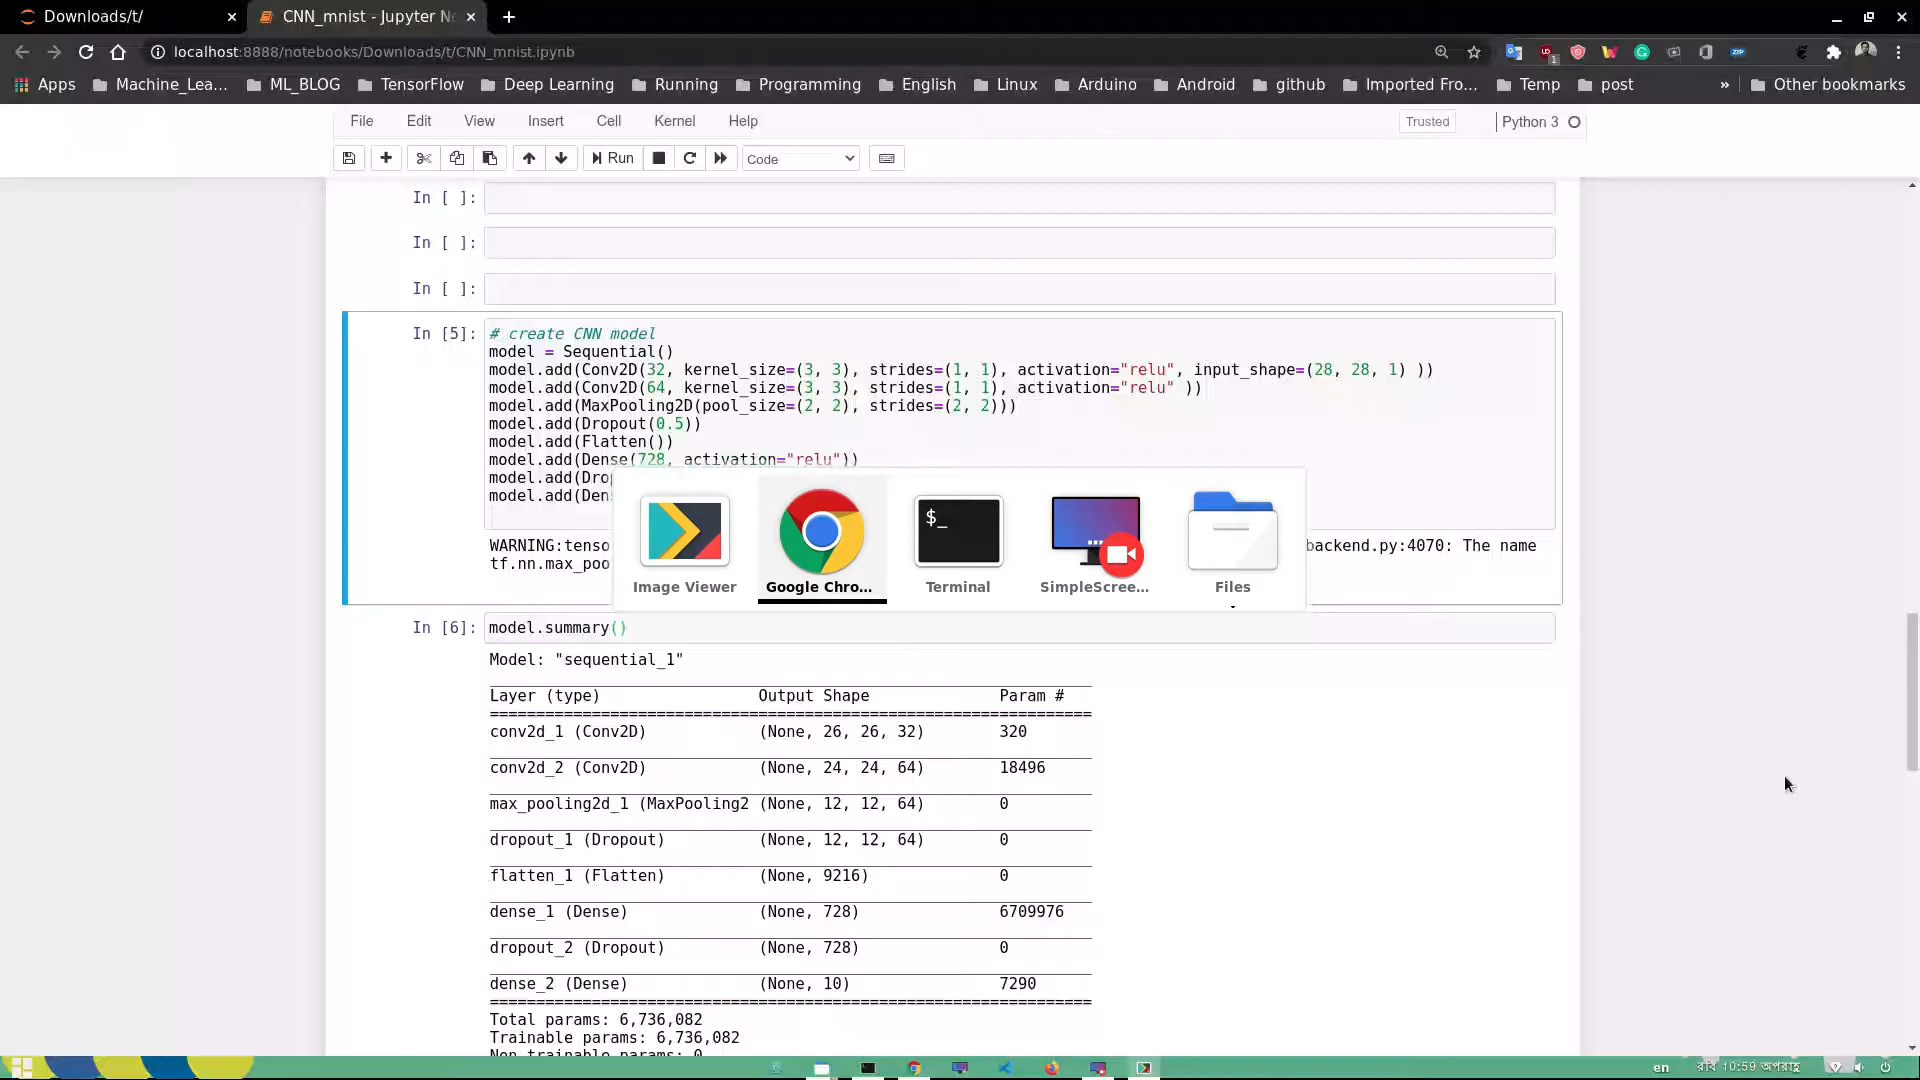 Downloads/t/
CNN_mnist - Jupyter N
localhost:8888/notebooks/Downloads/t/CNN_mnist.ipynb
Apps Machine_Lea... ML_BLOG TensorFlow Deep Learning Running Programming English Linux Arduino Android github Imported Fro... Temp post » Other bookmarks
File Edit View Insert Cell Kernel Help Trusted Python 3
Run Code
In [ ]:
In [ ]:
In [ ]:
In [5]: # create CNN model
model = Sequential()
model.add(Conv2D(32, kernel_size=(3, 3), strides=(1, 1), activation="relu", input_shape=(28, 28, 1) ))
model.add(Conv2D(64, kernel_size=(3, 3), strides=(1, 1), activation="relu" ))
model.add(MaxPooling2D(pool_size=(2, 2), strides=(2, 2)))
model.add(Dropout(0.5))
model.add(Flatten())
model.add(Dense(728, activation="relu"))
model.add(Dro
model.add(Den
WARNING:tenso backend.py:4070: The name
tf.nn.max_poo
$_
Image Viewer Google Chro... Terminal SimpleScree... Files
In [6]: model.summary()
Model: "sequential_1"
Layer (type) Output Shape Param #
=================================================================
conv2d_1 (Conv2D) (None, 26, 26, 32) 320
conv2d_2 (Conv2D) (None, 24, 24, 64) 18496
max_pooling2d_1 (MaxPooling2 (None, 12, 12, 64) 0
dropout_1 (Dropout) (None, 12, 12, 64) 0
flatten_1 (Flatten) (None, 9216) 0
dense_1 (Dense) (None, 728) 6709976
dropout_2 (Dropout) (None, 728) 0
dense_2 (Dense) (None, 10) 7290
=================================================================
Total params: 6,736,082
Trainable params: 6,736,082
Non-trainable params: 0
en রবি 10:59 অপরাহ্ণ